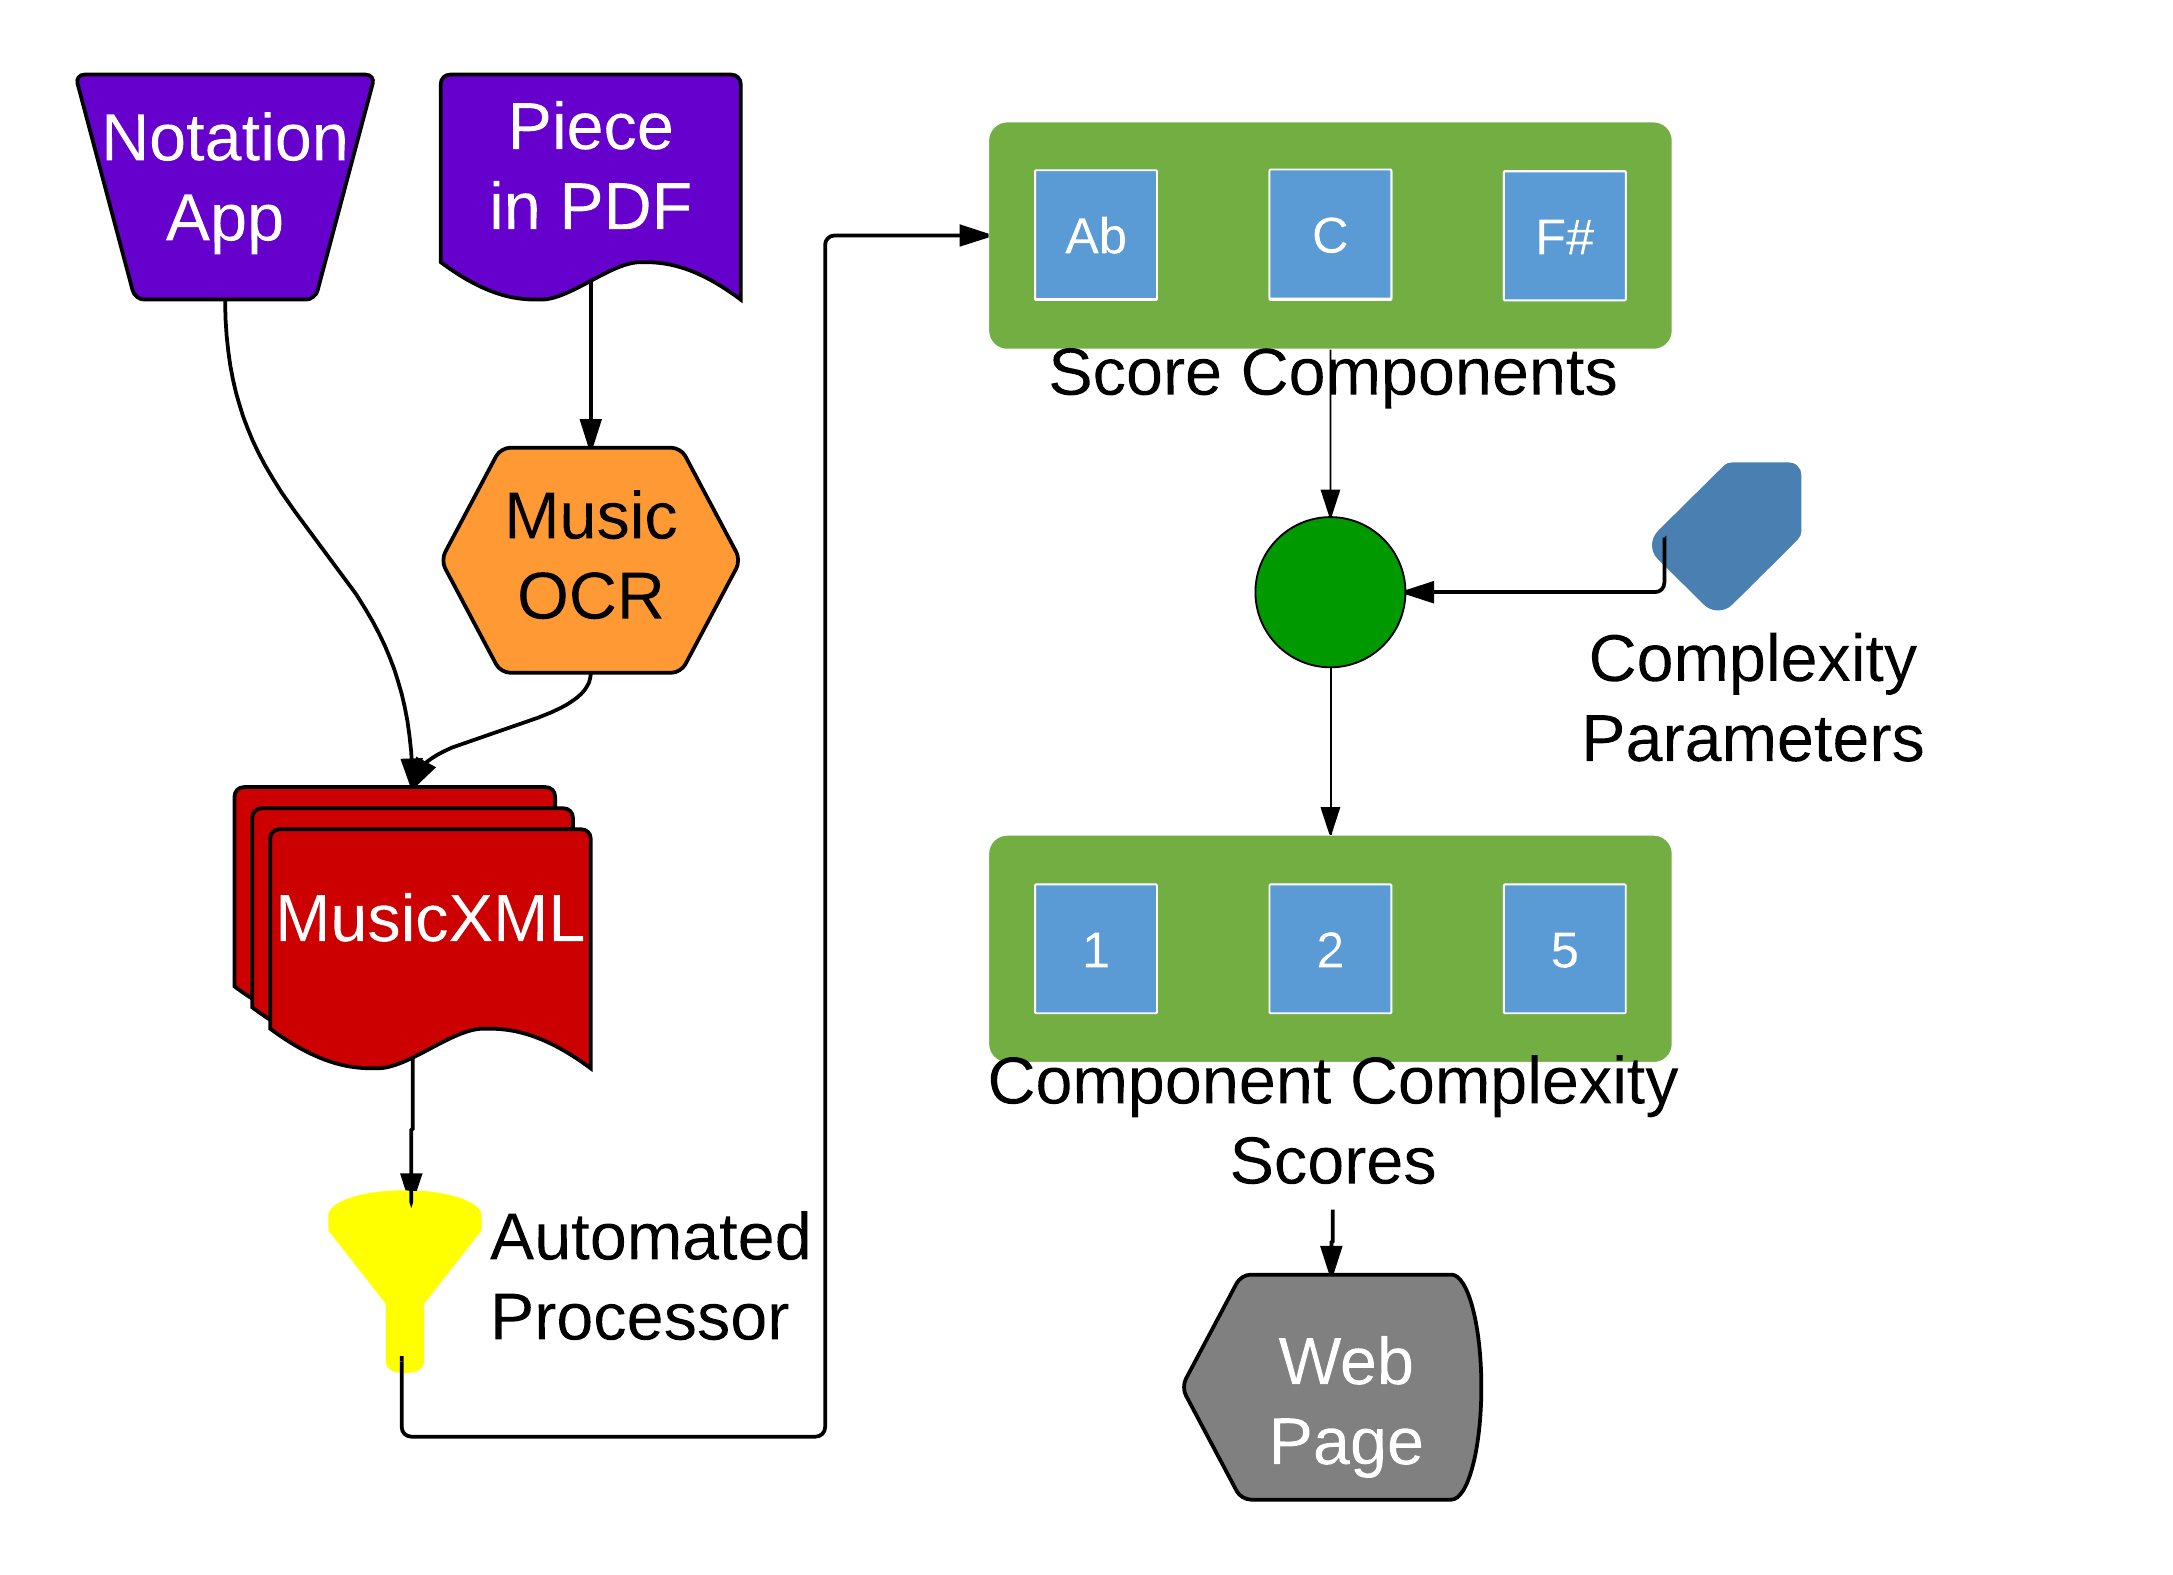 Notation
App
Piece
in PDF
Music
OCR
MusicXML
Automated
Processor
Ab
C
F#
Score Components
Complexity
Parameters
1
2
5
Component Complexity
Scores
Web
Page